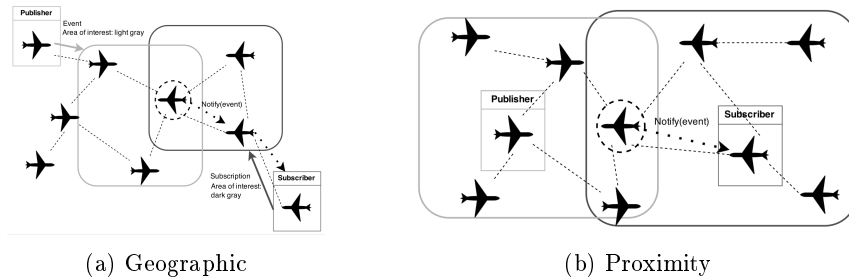 Publisher
Event
Area of interest: light gray
Notify(event)
Subscription
Area of interest:
dark gray
Subscriber
Publisher
Notify(event)
Subscriber
(a) Geographic
(b) Proximity